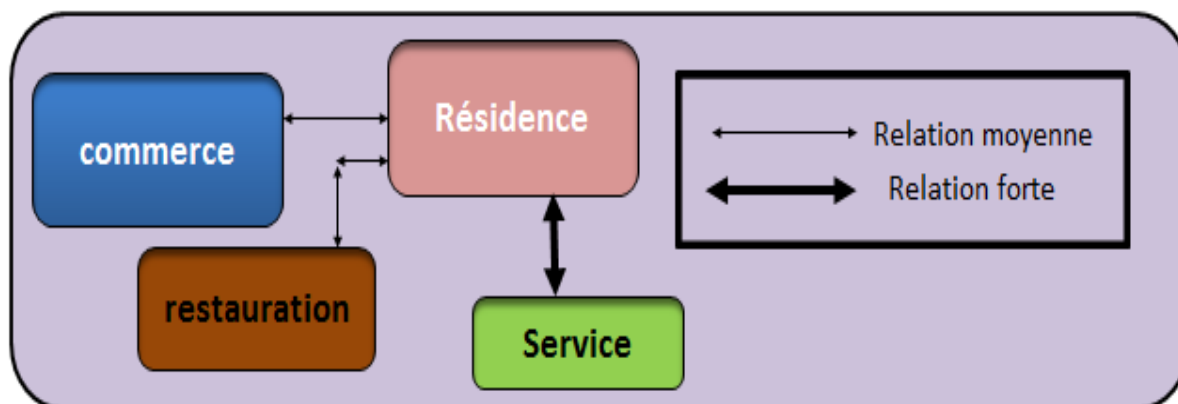 commerce
Résidence
Relation moyenne
Relation forte
restauration
Service